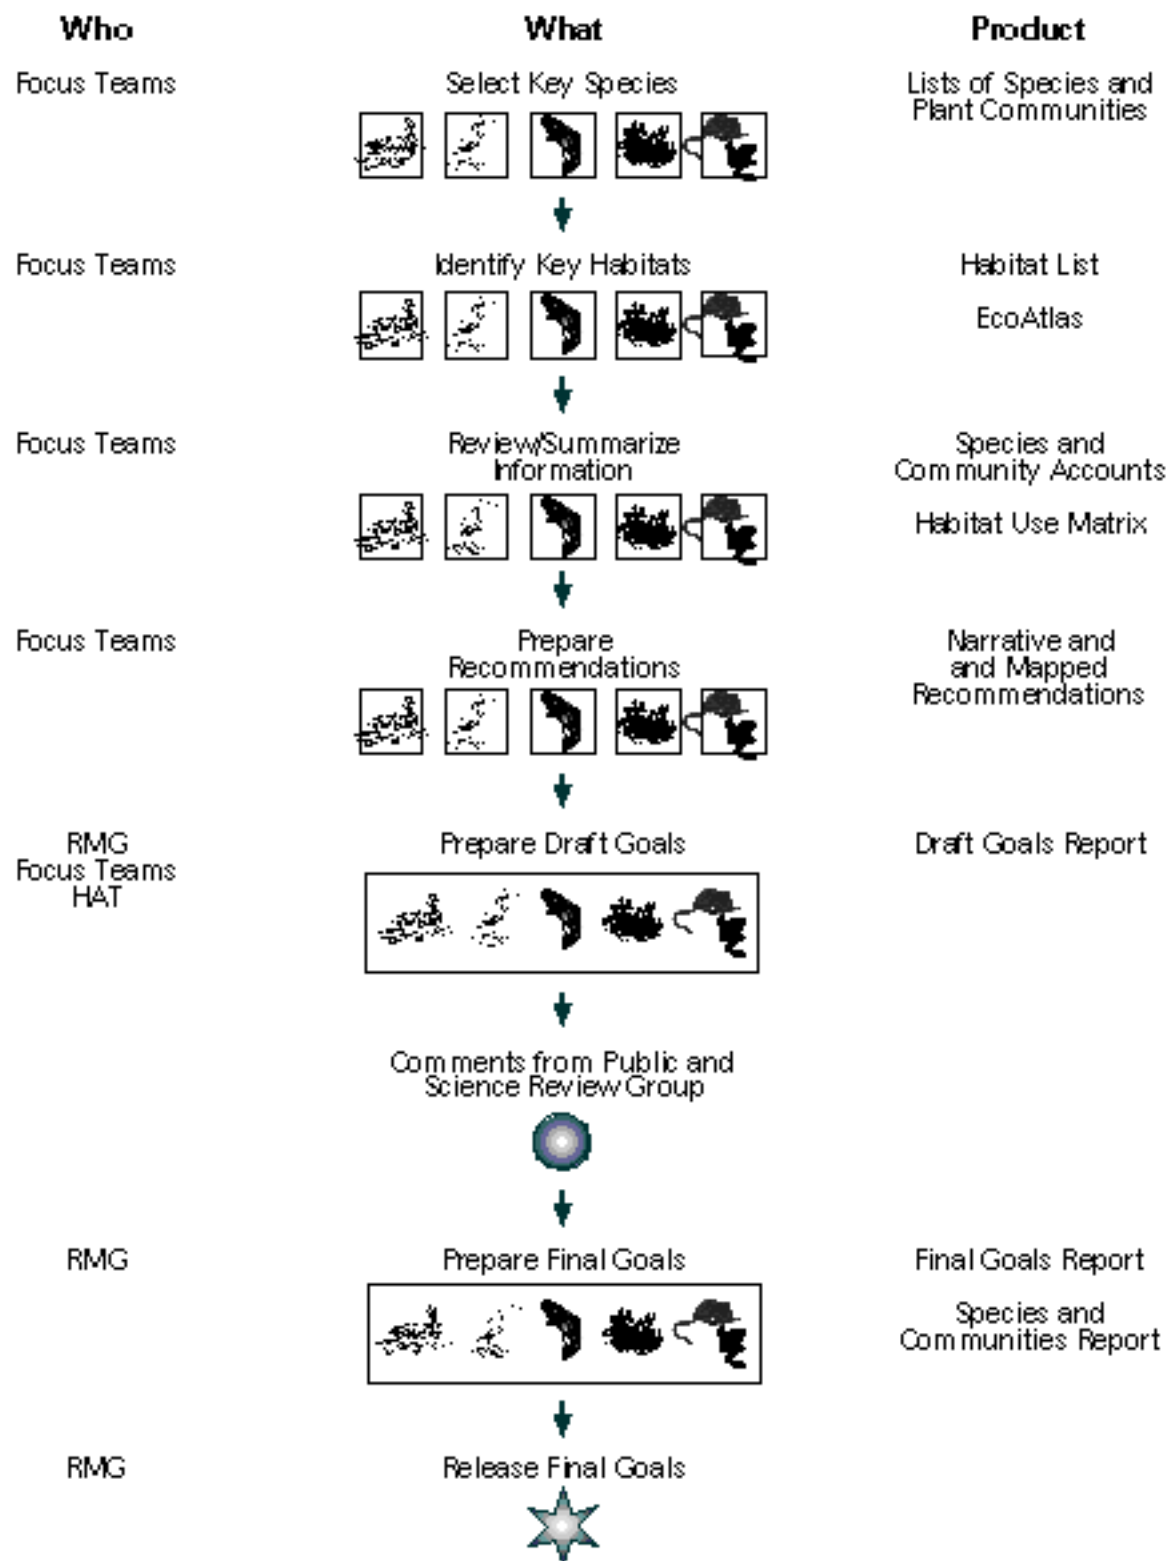 Who What Product
Focus Teams Select Key Species Lists of Species and
Plant Communities
Focus Teams Identify Key Habitats Habitat List
EcoAtlas
Focus Teams Review/Summarize Species and
Information Community Accounts
Habitat Use Matrix
Focus Teams Prepare Narrative and
Recommendations and Mapped
Recommendations
RMG Prepare Draft Goals Draft Goals Report
Focus Teams
HAT
Comments from Public and
Science Review Group
RMG Prepare Final Goals Final Goals Report
Species and
Communities Report
RMG Release Final Goals